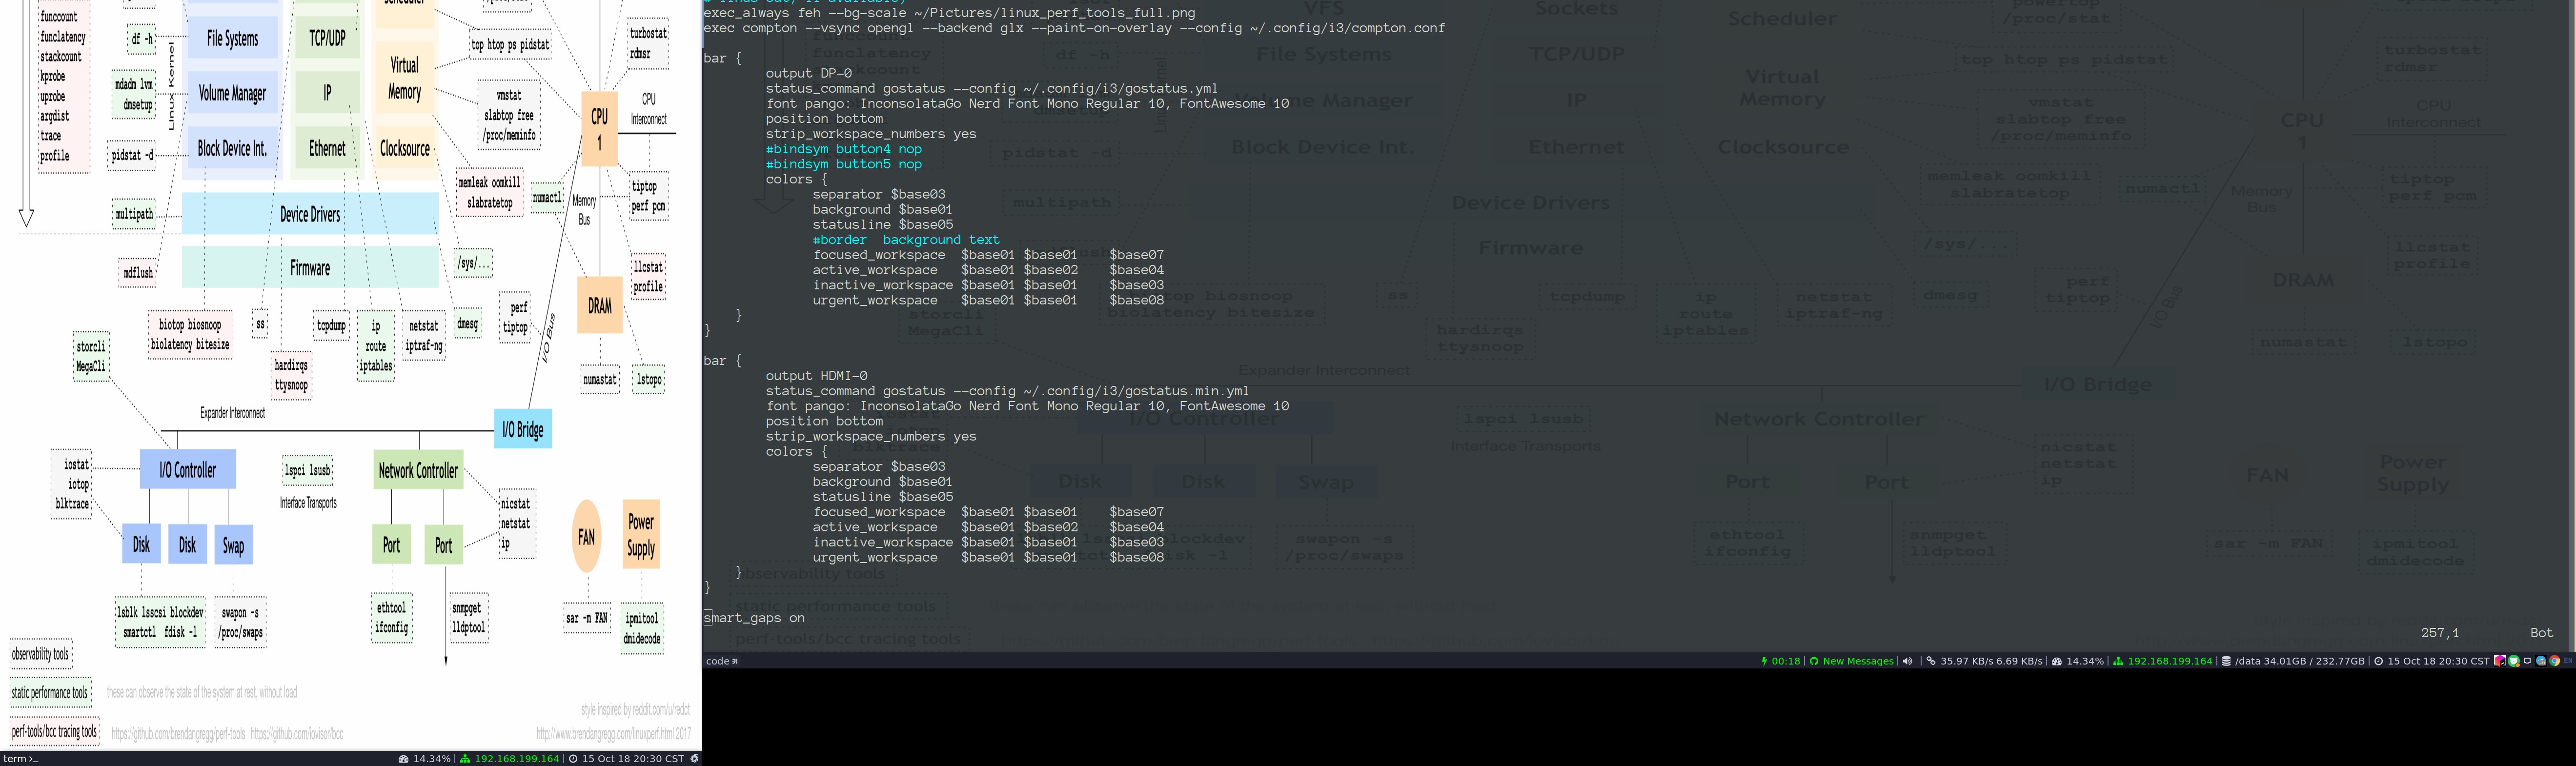 funccount
funclatency
stackcount
kprobe
uprobe
argdist
trace
profile
Linux Kernel
df -h
mdadm lvm
dmsetup
pidstat -d
multipath
mdflush
File Systems
Volume Manager
Block Device Int.
TCP/UDP
IP
Ethernet
Scheduler
Virtual
Memory
Clocksource
Device Drivers
Firmware
top htop ps pidstat
vmstat
slabtop free
/proc/meminfo
memleak oomkill
slabratetop
numactl
/sys/...
turbostat
rdmsr
CPU
1
CPU
Interconnect
tiptop
perf pcm
Memory
Bus
llcstat
profile
DRAM
perf
tiptop
I/O Bus
numastat
lstopo
biotop biosnoop
biolatency bitesize
ss
hardirqs
ttysnoop
tcpdump
ip
route
iptables
netstat
iptraf-ng
dmesg
storcli
MegaCli
Expander Interconnect
I/O Bridge
iostat
iotop
blktrace
I/O Controller
lspci lsusb
Interface Transports
Network Controller
nicstat
netstat
ip
Disk
Disk
Swap
Port
Port
FAN
Power
Supply
lsblk lsscsi blockdev
smartctl fdisk -l
swapon -s
/proc/swaps
ethtool
ifconfig
snmpget
lldptool
sar -m FAN
ipmitool
dmidecode
observability tools
static performance tools
these can observe the state of the system at rest, without load
perf-tools/bcc tracing tools
https://github.com/brendangregg/perf-tools https://github.com/iovisor/bcc
style inspired by reddit.com/u/redct
http://www.brendangregg.com/linuxperf.html 2017
term >_
14.34% | 192.168.199.164 | 15 Oct 18 20:30 CST
exec_always feh --bg-scale ~/Pictures/linux_perf_tools_full.png
exec compton --vsync opengl --backend glx --paint-on-overlay --config ~/.config/i3/compton.conf
bar {
output DP-0
status_command gostatus --config ~/.config/i3/gostatus.yml
font pango: InconsolataGo Nerd Font Mono Regular 10, FontAwesome 10
position bottom
strip_workspace_numbers yes
#bindsym button4 nop
#bindsym button5 nop
colors {
separator $base03
background $base01
statusline $base05
#border background text
focused_workspace $base01 $base01 $base07
active_workspace $base01 $base02 $base04
inactive_workspace $base01 $base01 $base03
urgent_workspace $base01 $base01 $base08
}
}
bar {
output HDMI-0
status_command gostatus --config ~/.config/i3/gostatus.min.yml
font pango: InconsolataGo Nerd Font Mono Regular 10, FontAwesome 10
position bottom
strip_workspace_numbers yes
colors {
separator $base03
background $base01
statusline $base05
focused_workspace $base01 $base01 $base07
active_workspace $base01 $base02 $base04
inactive_workspace $base01 $base01 $base03
urgent_workspace $base01 $base01 $base08
}
}
smart_gaps on
257,1 Bot
code
00:18 | New Messages | 35.97 KB/s 6.69 KB/s | 14.34% | 192.168.199.164 | /data 34.01GB / 232.77GB | 15 Oct 18 20:30 CST EN